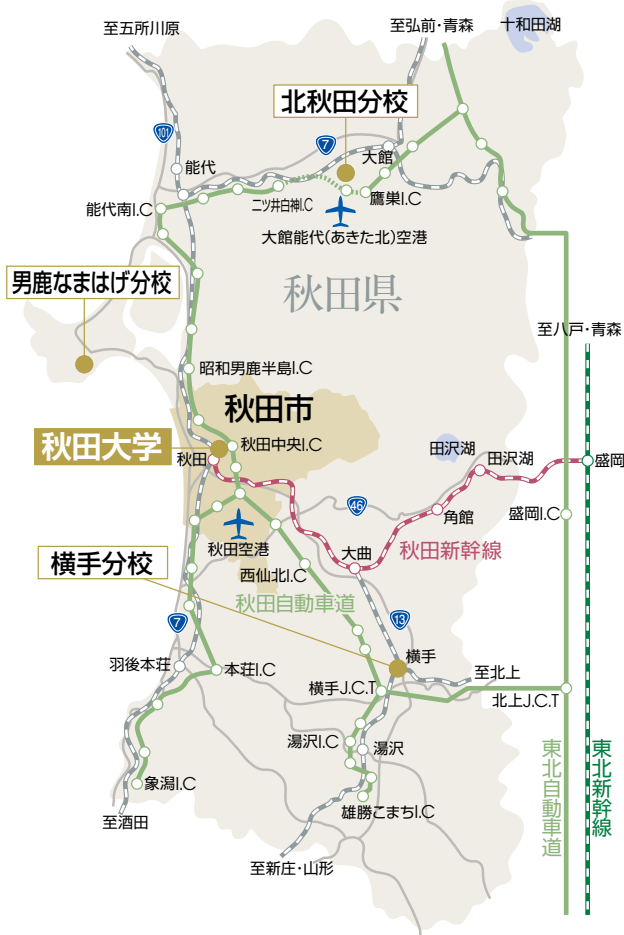 至五所川原
至弘前・青森
十和田湖
北秋田分校
101
7
大館
能代
二ツ井白神I.C
鷹巣I.C
能代南I.C
大館能代(あきた北)空港
男鹿なまはげ分校
秋田県
至八戸・青森
昭和男鹿半島I.C
秋田市
秋田大学
秋田中央I.C
秋田
田沢湖
田沢湖
盛岡
46
角館
盛岡I.C
秋田空港
大曲
秋田新幹線
横手分校
西仙北I.C
秋田自動車道
7
13
羽後本荘
本荘I.C
横手
至北上
横手J.C.T
北上J.C.T
湯沢I.C
湯沢
東北自動車道
東北新幹線
象潟I.C
雄勝こまちI.C
至酒田
至新庄・山形